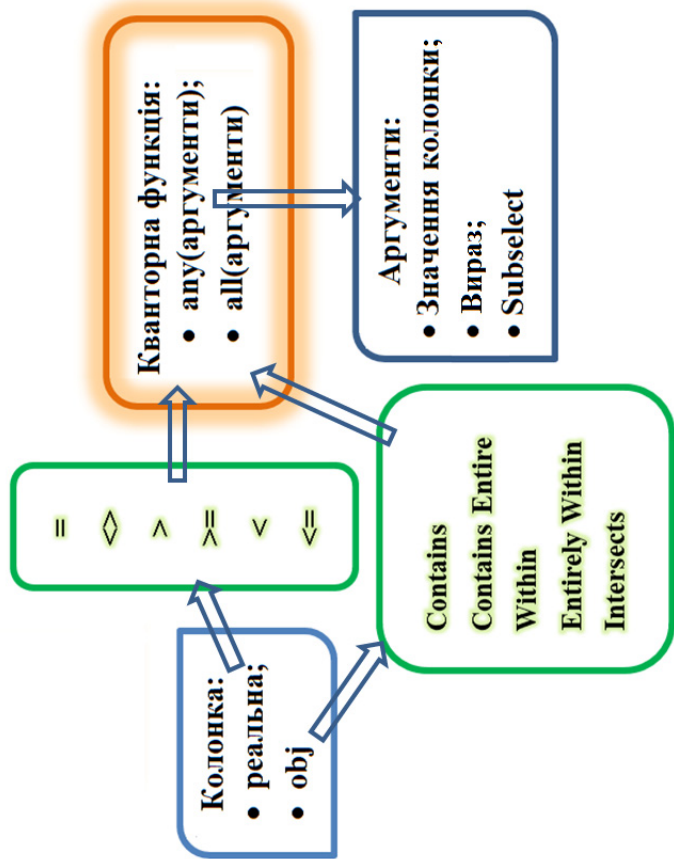 Колонка:
• реальна;
• obj
=
<>
>
>=
<
<=
Contains
Contains Entire
Within
Entirely Within
Intersects
Кванторна функція:
• any(аргументи);
• all(аргументи)
Аргументи:
• Значення колонки;
• Вираз;
• Subselect